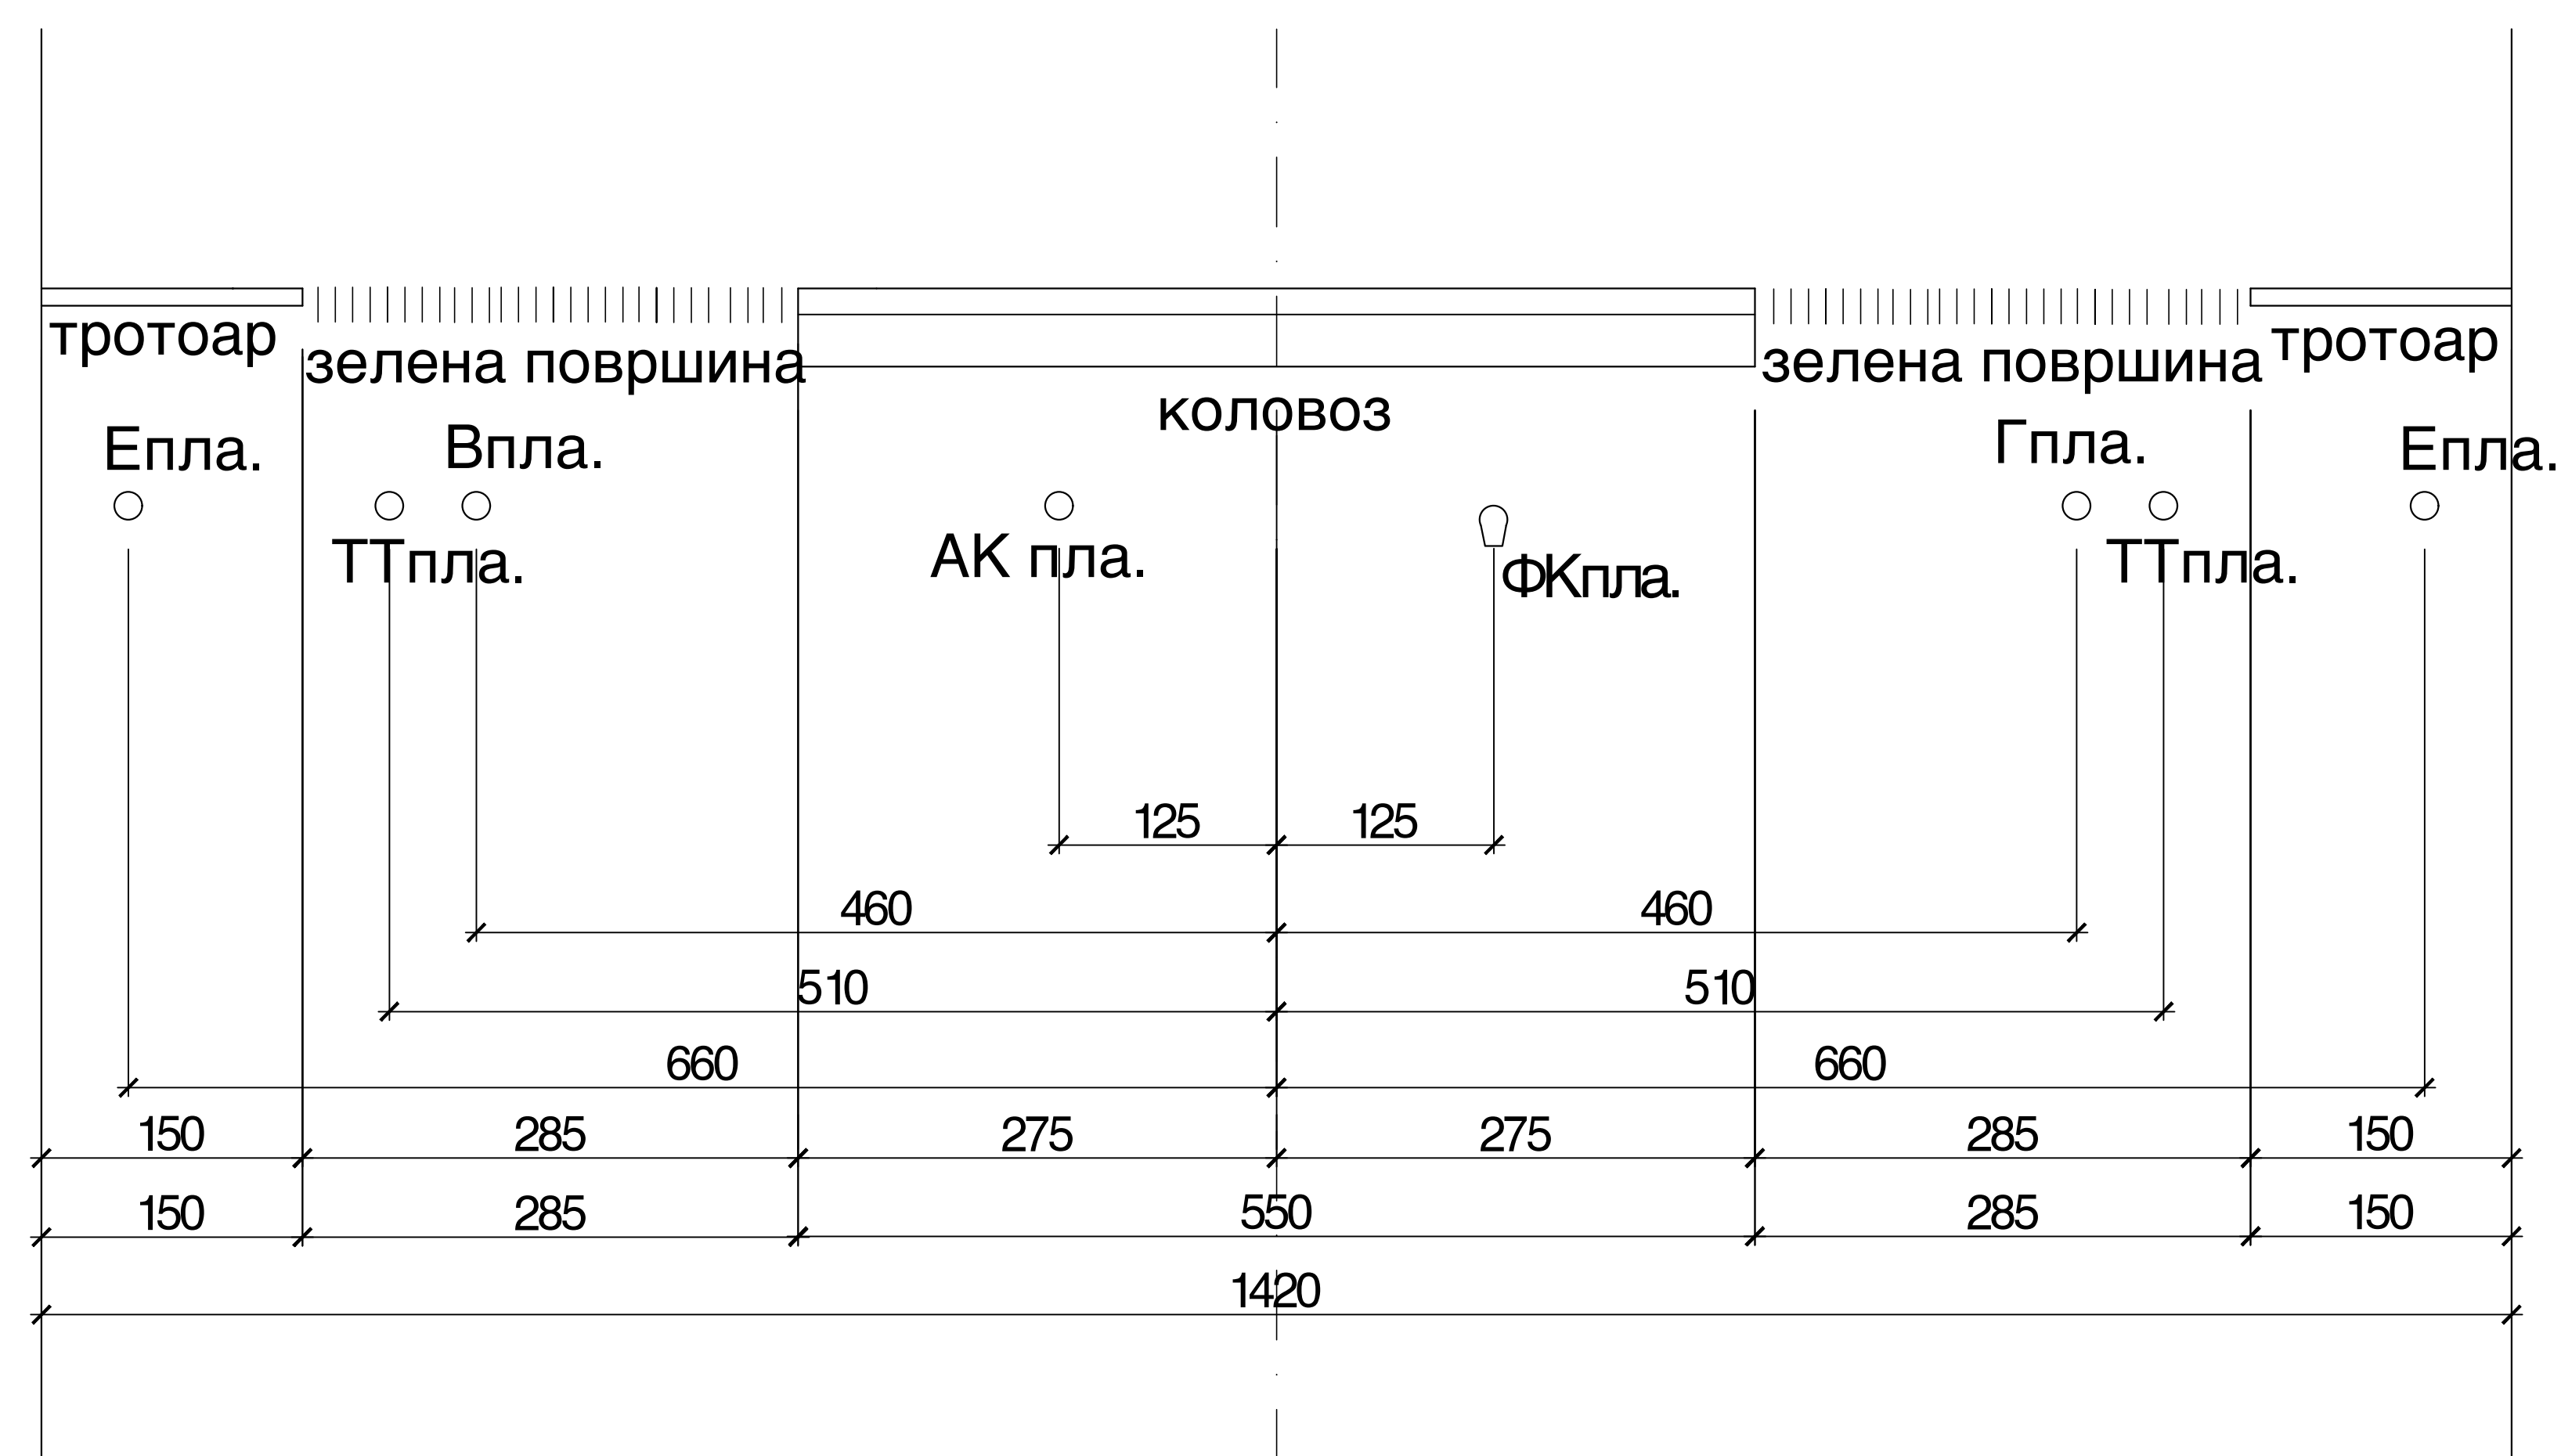 тротоар
тротоар
зелена површина
зелена површина
коловоз
Епла.
Впла.
Гпла.
Епла.
ТТпла.
АК пла.
ФКпла.
ТТпла.
125
125
460
460
510
510
660
660
150
285
275
275
285
150
150
285
550
285
150
1420